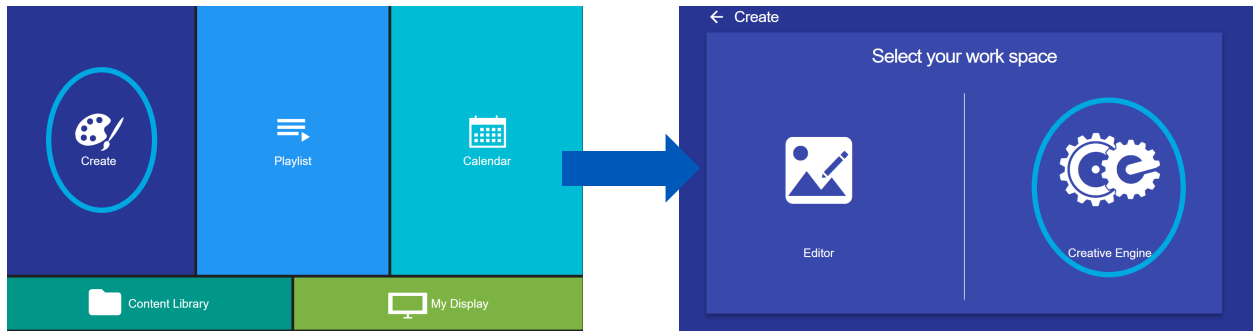 Create
Playlist
Calendar
Content Library
My Display
Create
Select your work space
Editor
Creative Engine